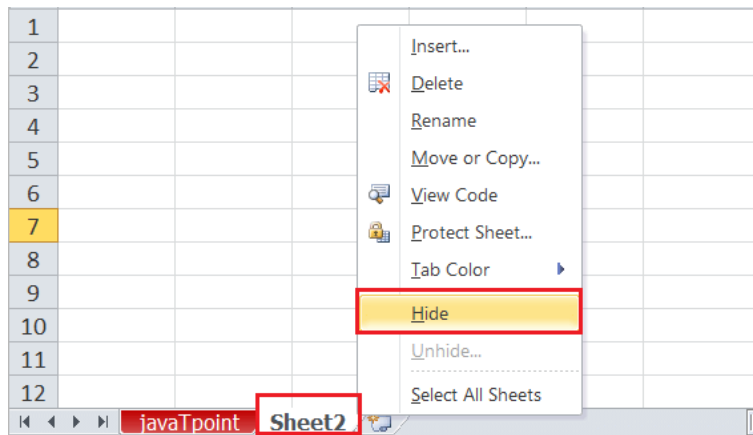 1
2
3
4
5
6
7
8
9
10
11
12
Insert...
Delete
Rename
Move or Copy...
View Code
Protect Sheet...
Tab Color
Hide
Unhide...
Select All Sheets
javaTpoint Sheet2